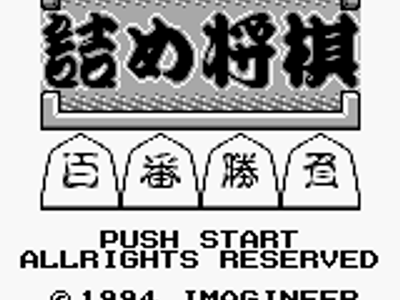 詰め将棋
百番勝負
PUSH START
ALLRIGHTS RESERVED
© 1994 IMAGINEER